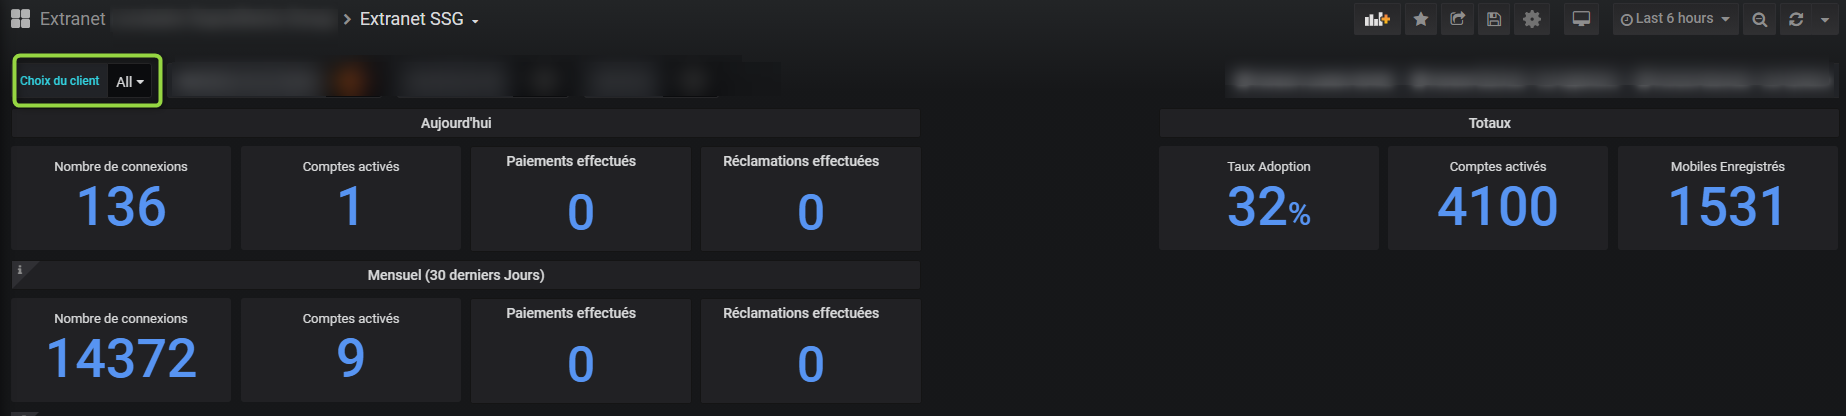 Extranet > Extranet SSG
Last 6 hours
Choix du client All
Aujourd'hui
Nombre de connexions
136
Comptes activés
1
Paiements effectués
0
Réclamations effectuées
0
Totaux
Taux Adoption
32%
Comptes activés
4100
Mobiles Enregistrés
1531
i
Mensuel (30 derniers Jours)
Nombre de connexions
14372
Comptes activés
9
Paiements effectués
0
Réclamations effectuées
0